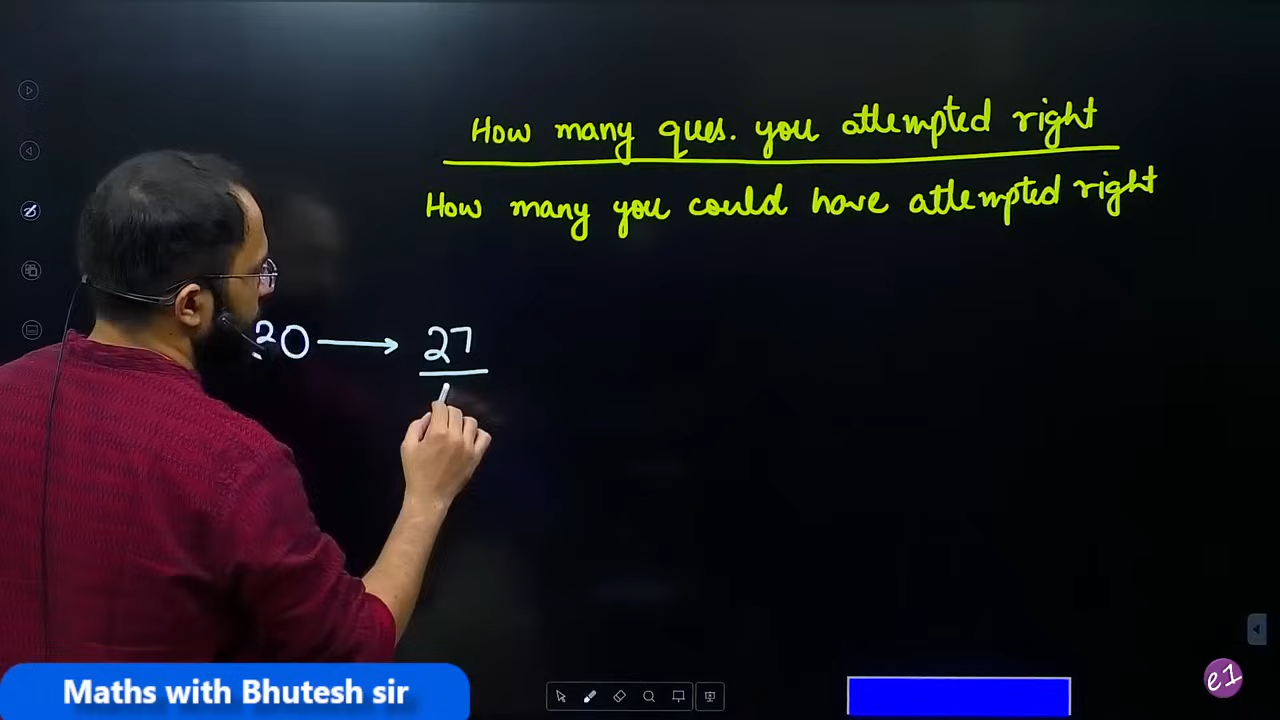 How many ques. you attempted right
How many you could have attempted right
20 → 27
Maths with Bhutesh sir
e1